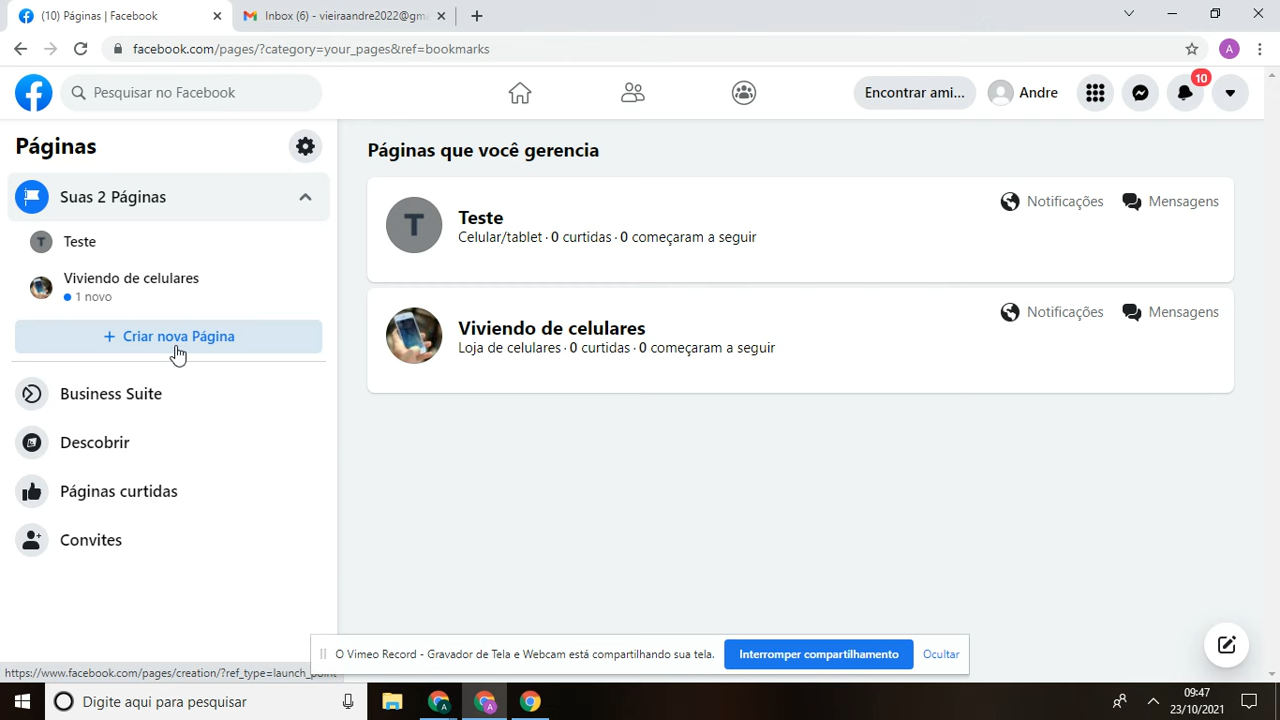 (10) Páginas | Facebook
Inbox (6) - vieiraandre2022@gm
facebook.com/pages/?category=your_pages&ref=bookmarks
A
Pesquisar no Facebook
Encontrar ami...
Andre
10
Páginas
Suas 2 Páginas
T
Teste
Viviendo de celulares
1 novo
+ Criar nova Página
Business Suite
Descobrir
Páginas curtidas
Convites
Páginas que você gerencia
T
Teste
Celular/tablet · 0 curtidas · 0 começaram a seguir
Notificações
Mensagens
Viviendo de celulares
Loja de celulares · 0 curtidas · 0 começaram a seguir
Notificações
Mensagens
O Vimeo Record - Gravador de Tela e Webcam está compartilhando sua tela.
Interromper compartilhamento
Ocultar
https://www.facebook.com/pages/creation/?ref_type=launch_point
Digite aqui para pesquisar
A
A
09:47
23/10/2021